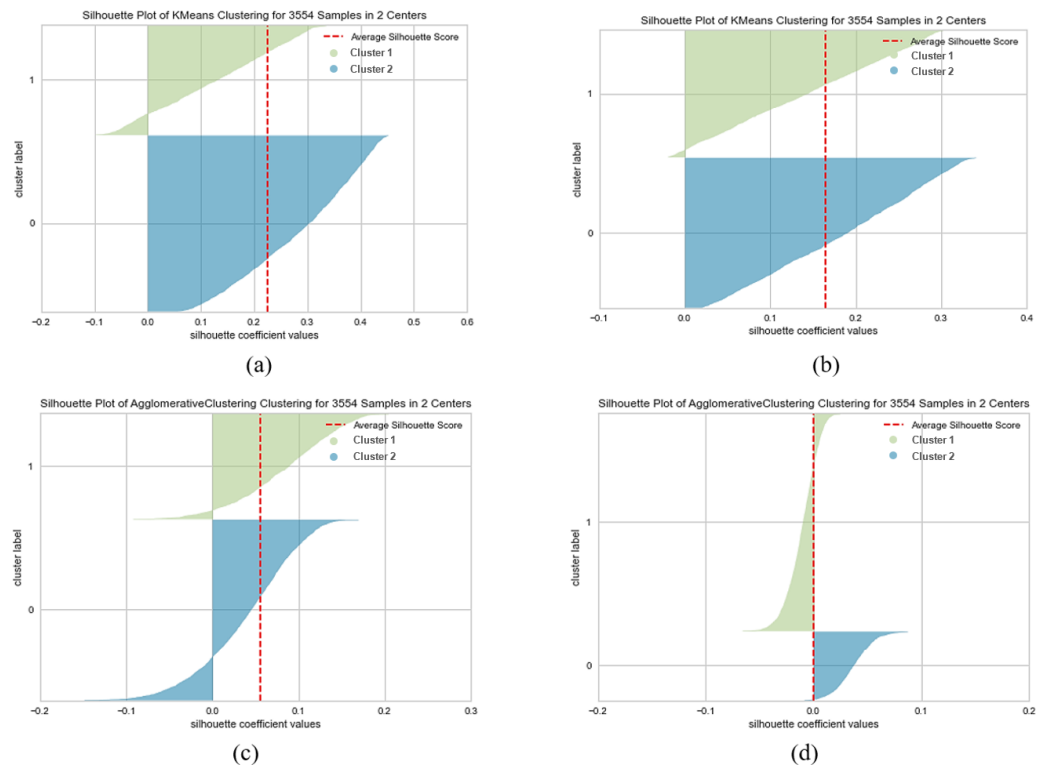 Silhouette Plot of KMeans Clustering for 3554 Samples in 2 Centers
Average Silhouette Score
Cluster 1
Cluster 2
1
0
cluster label
−0.2 −0.1 0.0 0.1 0.2 0.3 0.4 0.5 0.6
silhouette coefficient values
(a)
Silhouette Plot of KMeans Clustering for 3554 Samples in 2 Centers
Average Silhouette Score
Cluster 1
Cluster 2
1
0
cluster label
−0.1 0.0 0.1 0.2 0.3 0.4
silhouette coefficient values
(b)
Silhouette Plot of AgglomerativeClustering Clustering for 3554 Samples in 2 Centers
Average Silhouette Score
Cluster 1
Cluster 2
1
0
cluster label
−0.2 −0.1 0.0 0.1 0.2 0.3
silhouette coefficient values
(c)
Silhouette Plot of AgglomerativeClustering Clustering for 3554 Samples in 2 Centers
Average Silhouette Score
Cluster 1
Cluster 2
1
0
cluster label
−0.2 −0.1 0.0 0.1 0.2
silhouette coefficient values
(d)